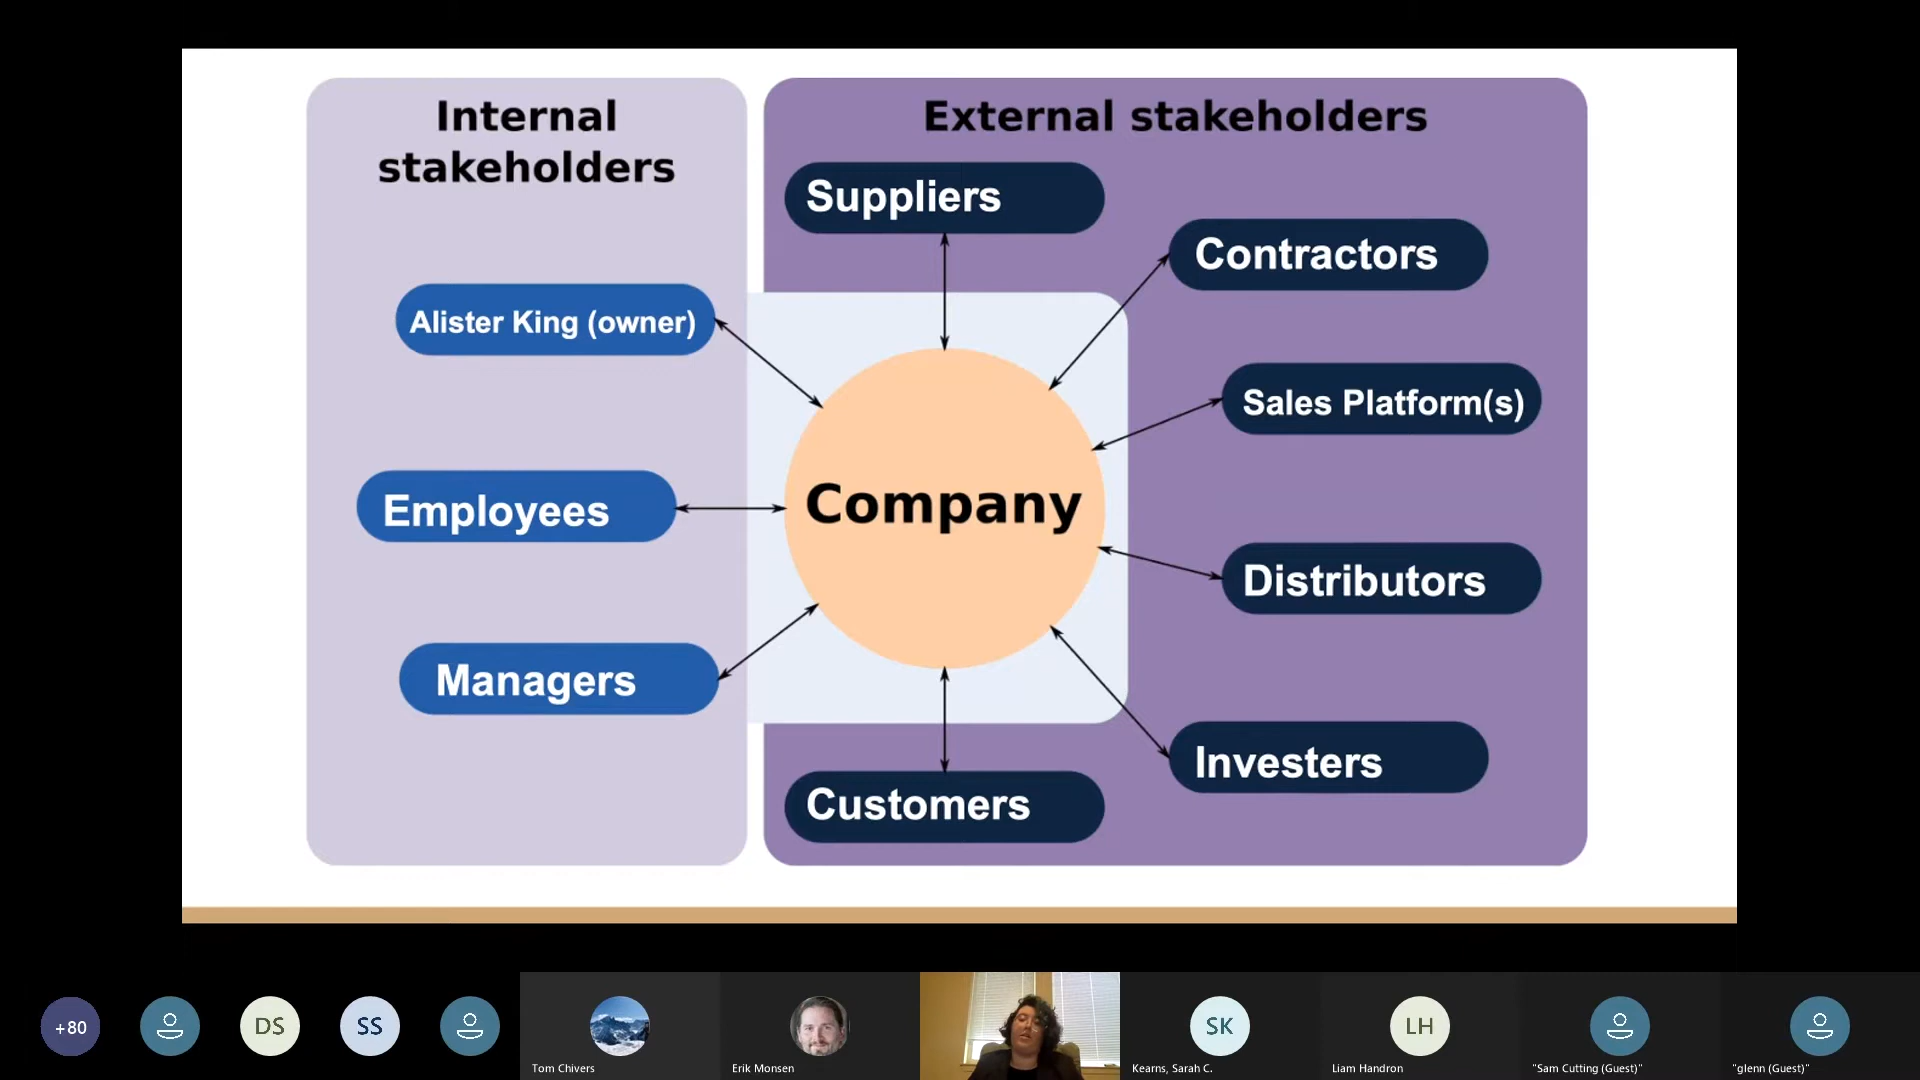 Internal
stakeholders
External stakeholders
Suppliers
Contractors
Alister King (owner)
Sales Platform(s)
Company
Employees
Distributors
Managers
Investers
Customers
+80
DS
SS
Tom Chivers
Erik Monsen
SK
Kearns, Sarah C.
LH
Liam Handron
"Sam Cutting (Guest)"
"glenn (Guest)"